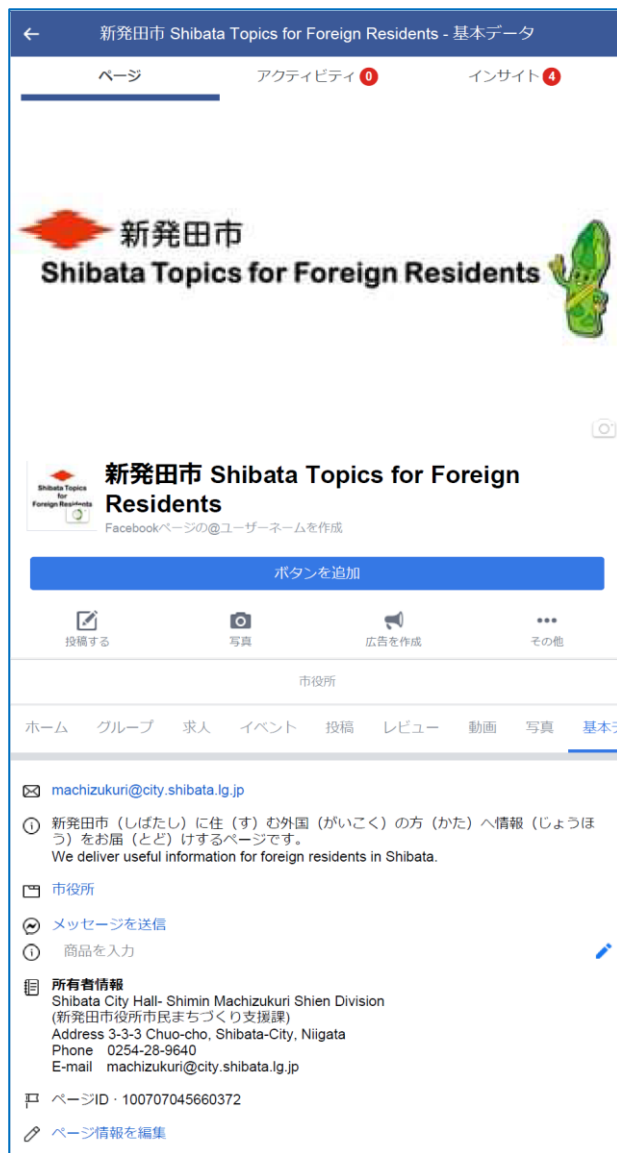 新発田市 Shibata Topics for Foreign Residents - 基本データ
ページ アクティビティ 0 インサイト 4
新発田市
Shibata Topics for Foreign Residents
Shibata Topics
for
Foreign Residents
新発田市 Shibata Topics for Foreign
Residents
Facebookページの@ユーザーネームを作成
ボタンを追加
投稿する 写真 広告を作成 その他
市役所
ホーム グループ 求人 イベント 投稿 レビュー 動画 写真 基本デ
machizukuri@city.shibata.lg.jp
新発田市（しばたし）に住（す）む外国（がいこく）の方（かた）へ情報（じょうほ
う）をお届（とど）けするページです。
We deliver useful information for foreign residents in Shibata.
市役所
メッセージを送信
商品を入力
所有者情報
Shibata City Hall- Shimin Machizukuri Shien Division
(新発田市役所市民まちづくり支援課)
Address 3-3-3 Chuo-cho, Shibata-City, Niigata
Phone 0254-28-9640
E-mail machizukuri@city.shibata.lg.jp
ページID · 100707045660372
ページ情報を編集